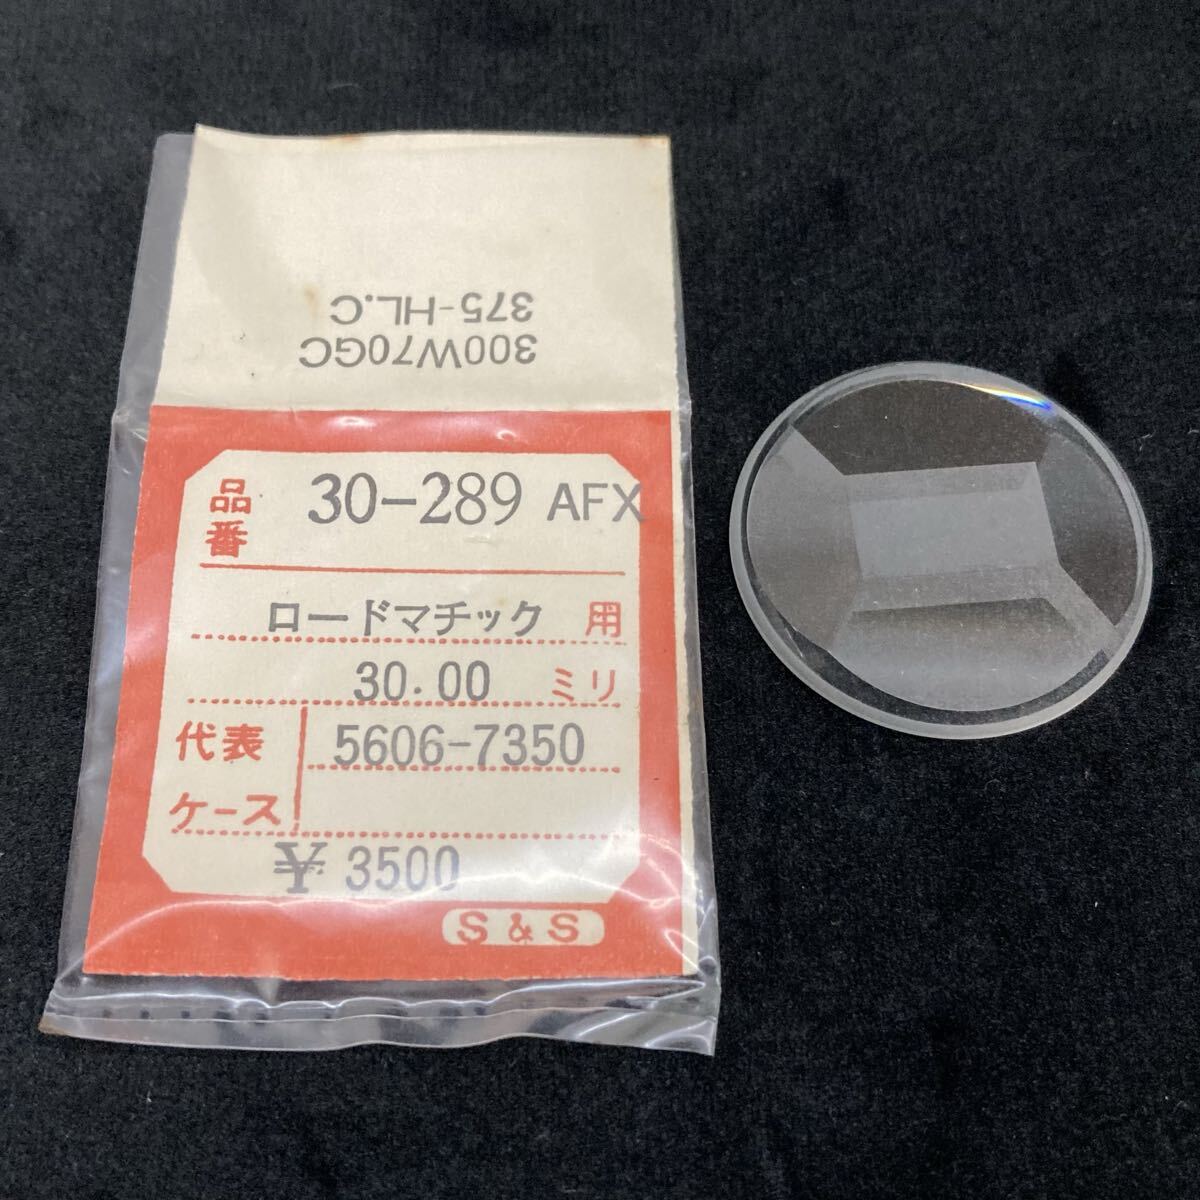 300W70GC
375-HL.C
品番 30-289 AFX
ロードマチック 用
30.00 ミリ
代表 5606-7350
ケース
¥ 3500
S & S